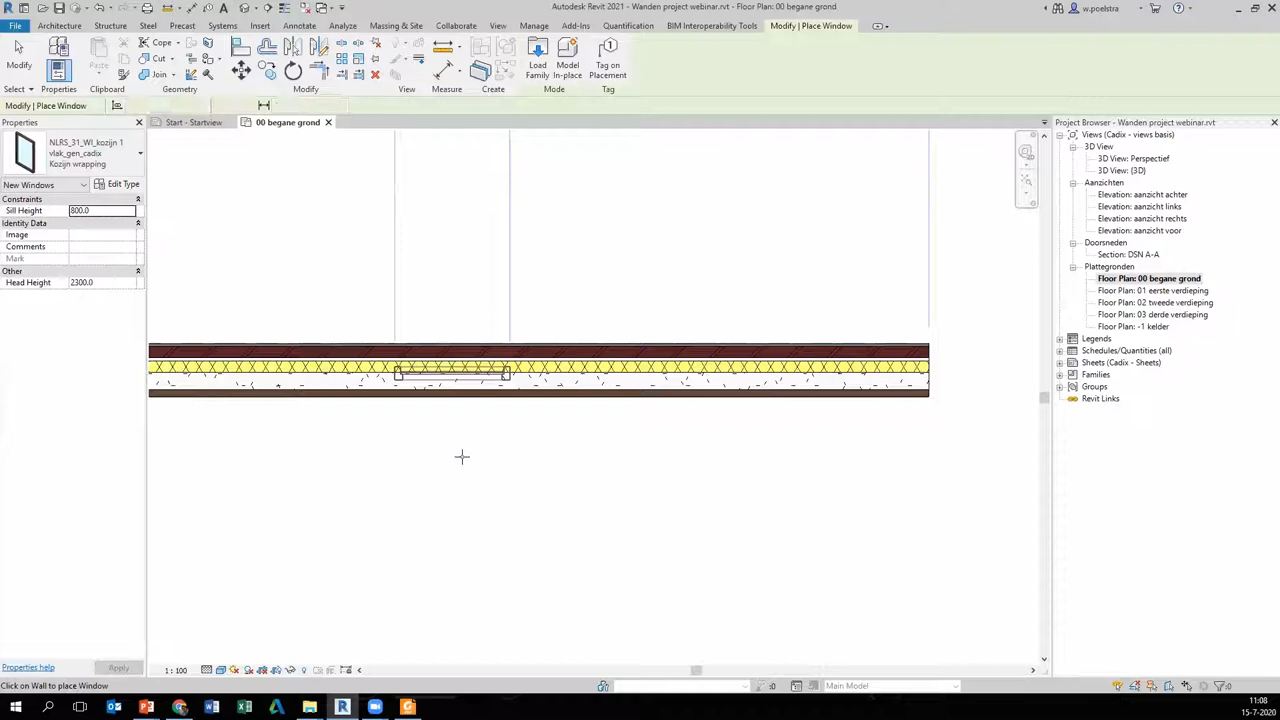 Autodesk Revit 2021 - Wanden project webinar.rvt - Floor Plan: 00 begane grond
w.poelstra
File
Architecture
Structure
Steel
Precast
Systems
Insert
Annotate
Analyze
Massing & Site
Collaborate
View
Manage
Add-Ins
Quantification
BIM Interoperability Tools
Modify | Place Window
Modify
Paste
Cope
Cut
Join
Load
Family
Model
In-place
Tag on
Placement
Select
Properties
Clipboard
Geometry
Modify
View
Measure
Create
Mode
Tag
Modify | Place Window
Properties
Start - Startview
00 begane grond
Project Browser - Wanden project webinar.rvt
NLRS_31_WI_kozijn 1
vlak_gen_cadix
Kozijn wrapping
New Windows
Edit Type
Constraints
Sill Height 800.0
Identity Data
Image
Comments
Mark
Other
Head Height 2300.0
Views (Cadix - views basis)
3D View
3D View: Perspectief
3D View: {3D}
Aanzichten
Elevation: aanzicht achter
Elevation: aanzicht links
Elevation: aanzicht rechts
Elevation: aanzicht voor
Doorsneden
Section: DSN A-A
Plattegronden
Floor Plan: 00 begane grond
Floor Plan: 01 eerste verdieping
Floor Plan: 02 tweede verdieping
Floor Plan: 03 derde verdieping
Floor Plan: -1 kelder
Legends
Schedules/Quantities (all)
Sheets (Cadix - Sheets)
Families
Groups
Revit Links
Properties help
Apply
1 : 100
Click on Wall to place Window
:0
Main Model
:0
11:08
15-7-2020